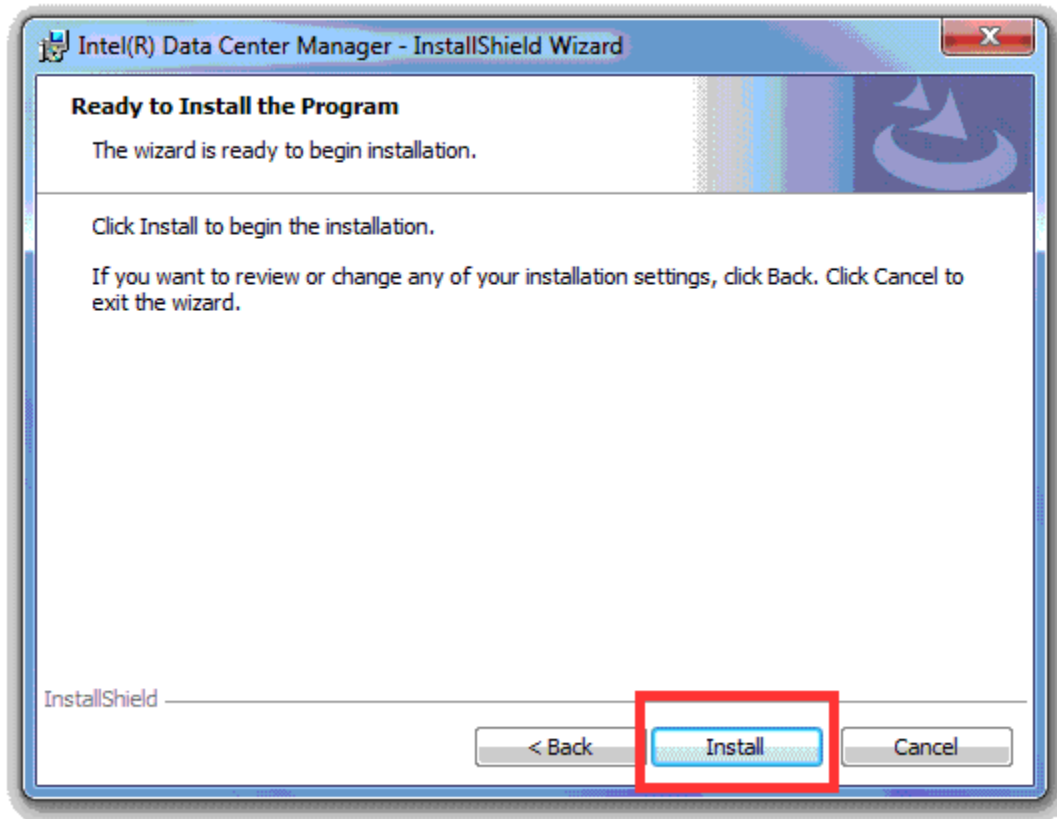 Intel(R) Data Center Manager - InstallShield Wizard
Ready to Install the Program
The wizard is ready to begin installation.
Click Install to begin the installation.
If you want to review or change any of your installation settings, click Back. Click Cancel to
exit the wizard.
InstallShield
< Back Install Cancel